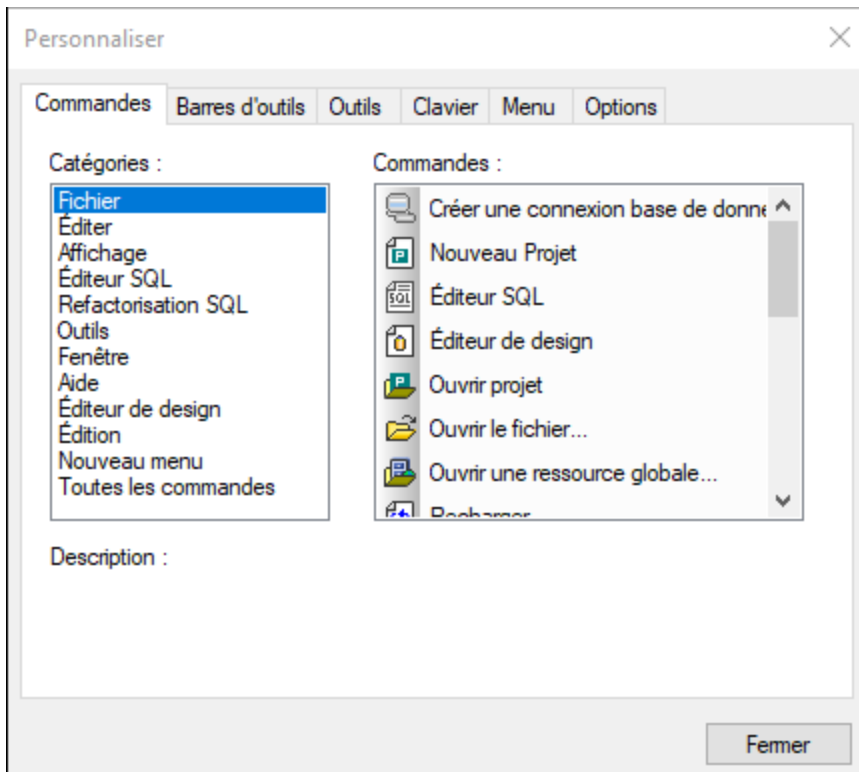 Personnaliser
Commandes Barres d'outils Outils Clavier Menu Options
Catégories :
Fichier
Éditer
Affichage
Éditeur SQL
Refactorisation SQL
Outils
Fenêtre
Aide
Éditeur de design
Édition
Nouveau menu
Toutes les commandes
Commandes :
Créer une connexion base de donne
Nouveau Projet
SQL Éditeur SQL
Éditeur de design
Ouvrir projet
Ouvrir le fichier...
Ouvrir une ressource globale...
Recharger
Description :
Fermer